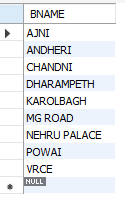 BNAME
AJNI
ANDHERI
CHANDNI
DHARAMPETH
KAROLBAGH
MG ROAD
NEHRU PALACE
POWAI
VRCE
NULL